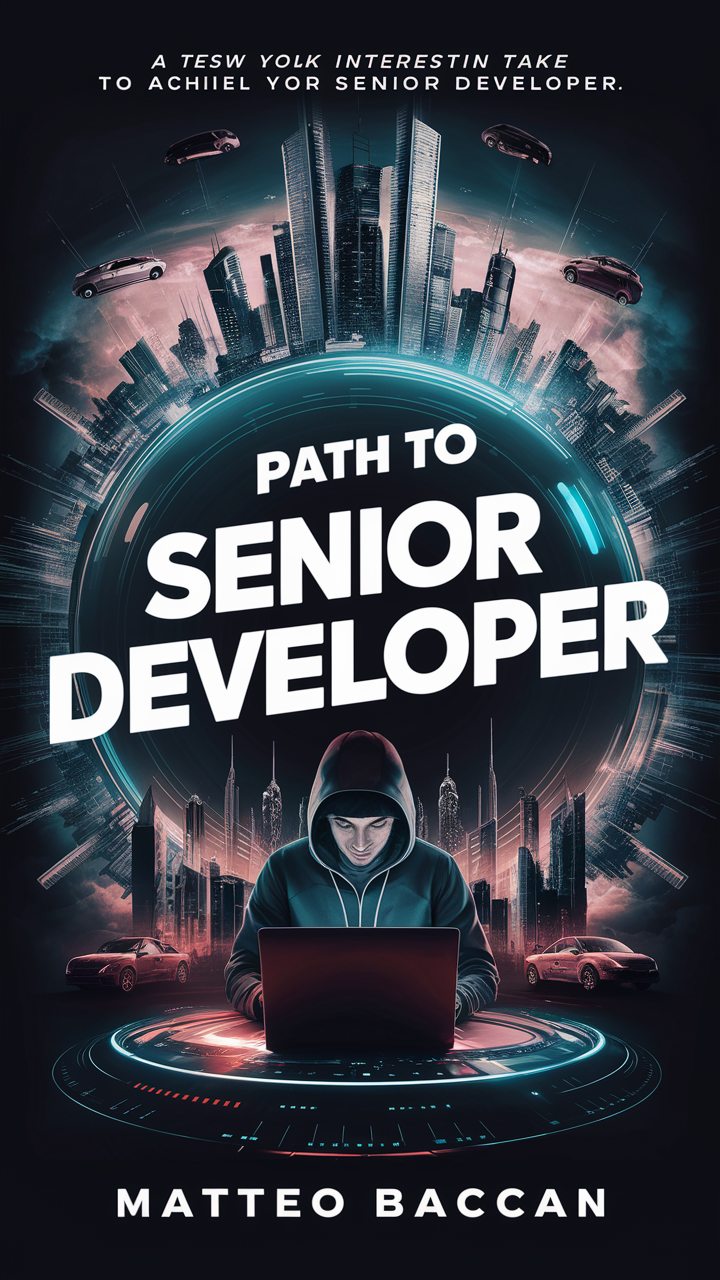 A TESW YOLK INTERESTIN TAKE
TO ACHIIEL YOR SENIOR DEVELOPER.
PATH TO
SENIOR
DEVELOPER
MATTEO BACCAN